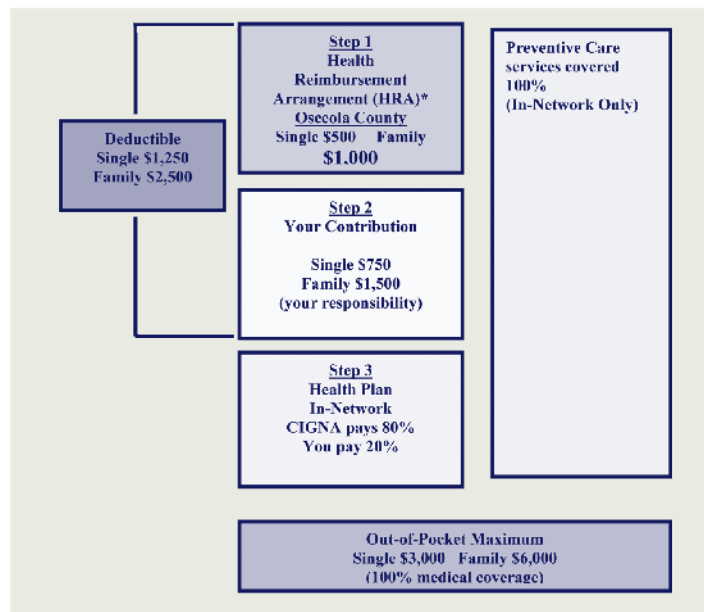 Deductible
Single $1,250
Family $2,500
Step 1
Health
Reimbursement
Arrangement (HRA)*
Osecola County
Single $500 Family
$1,000
Step 2
Your Contribution
Single $750
Family $1,500
(your responsibility)
Step 3
Health Plan
In-Network
CIGNA pays 80%
You pay 20%
Preventive Care
services covered
100%
(In-Network Only)
Out-of-Pocket Maximum
Single $3,000 Family $6,000
(100% medical coverage)